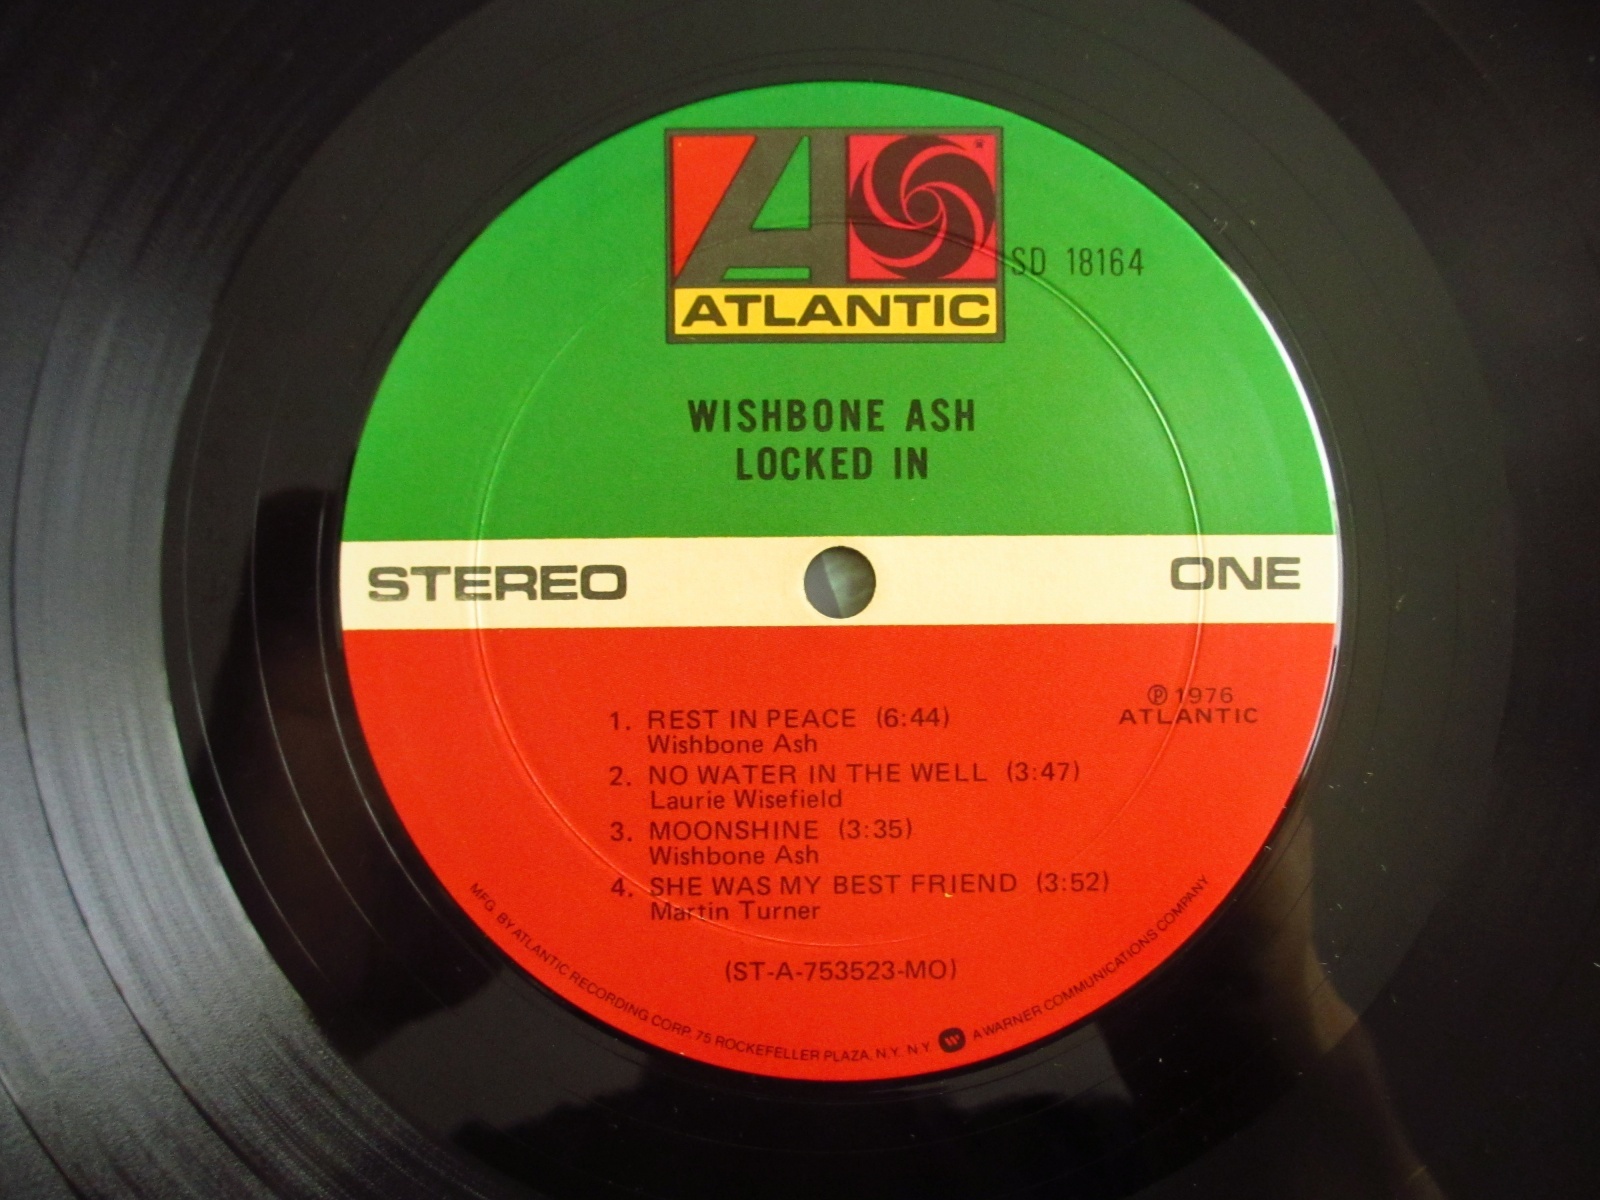 ATLANTIC
SD 18164
WISHBONE ASH
LOCKED IN
STEREO
ONE
℗ 1976
ATLANTIC
1. REST IN PEACE (6:44)
Wishbone Ash
2. NO WATER IN THE WELL (3:47)
Laurie Wisefield
3. MOONSHINE (3:35)
Wishbone Ash
4. SHE WAS MY BEST FRIEND (3:52)
Martin Turner
(ST-A-753523-MO)
MFG. BY ATLANTIC RECORDING CORP. 75 ROCKEFELLER PLAZA, N.Y. N.Y. A WARNER COMMUNICATIONS COMPANY